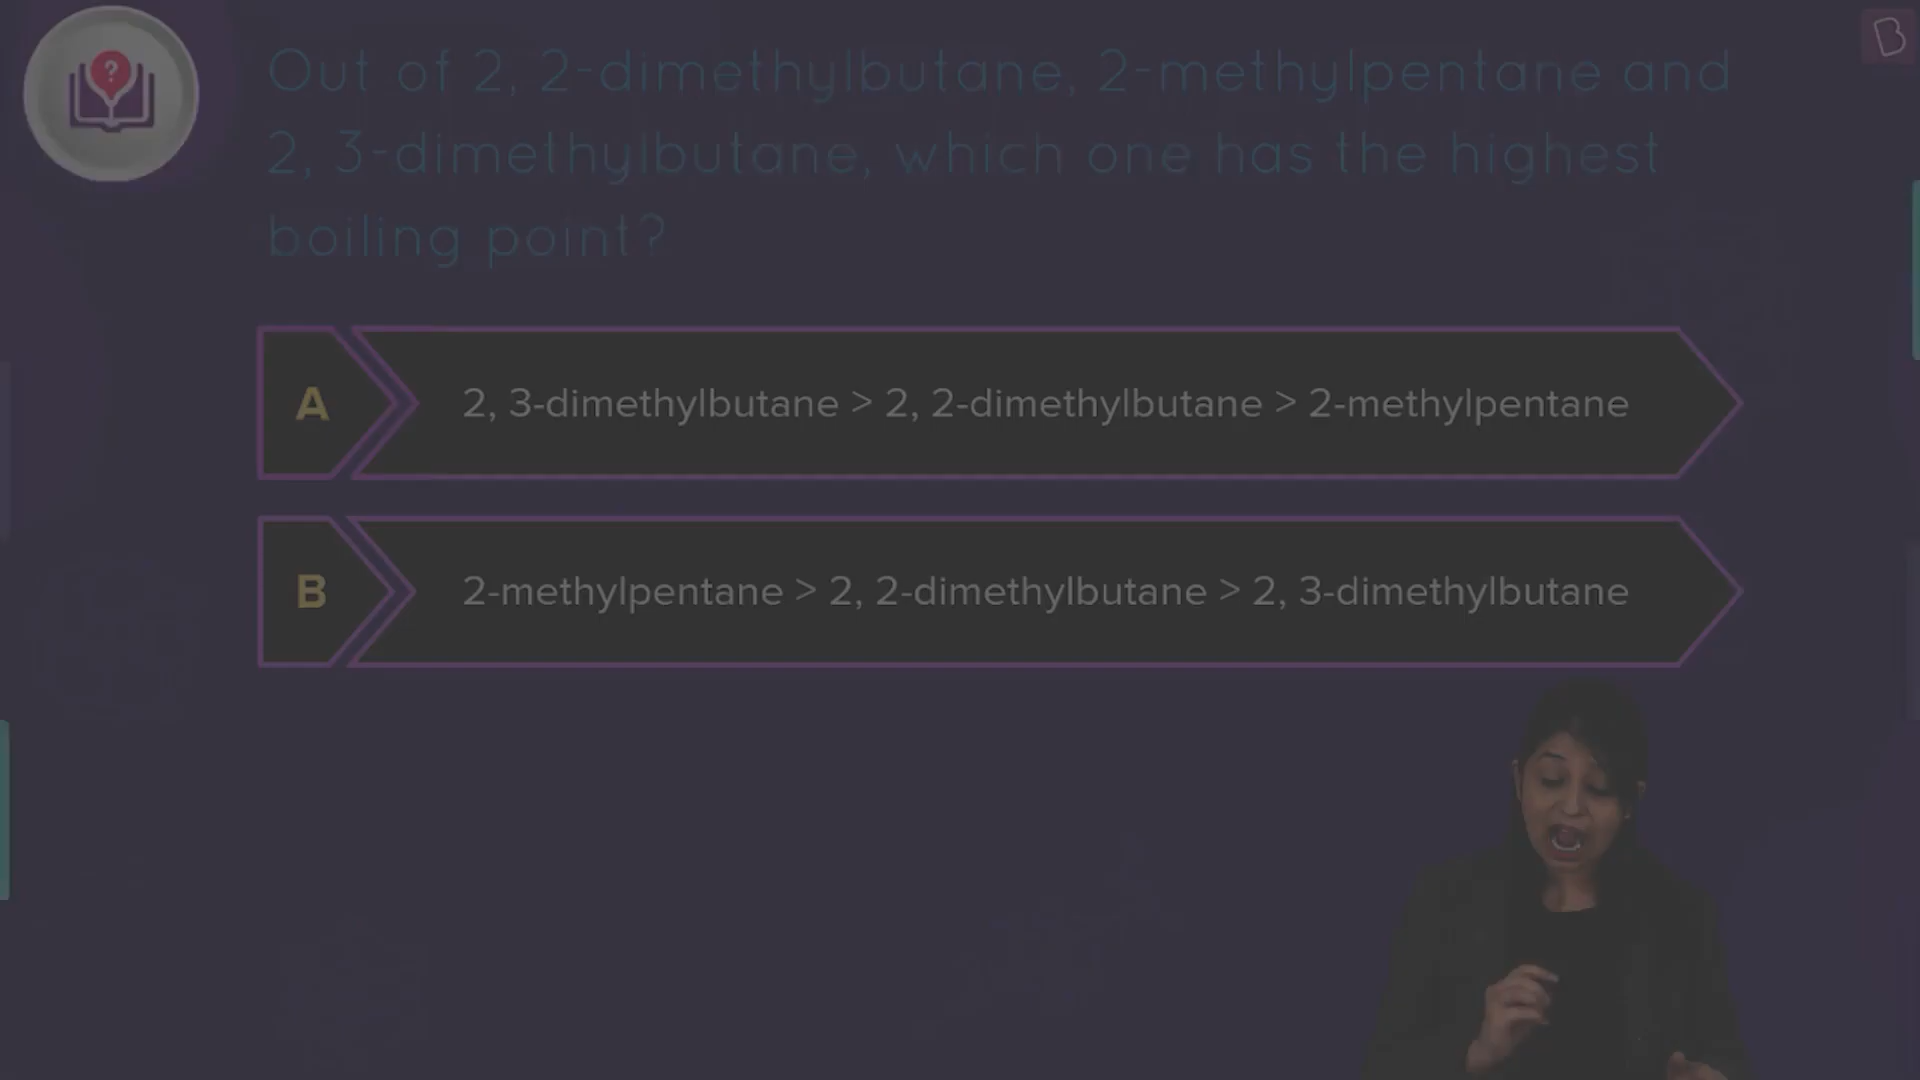 Out of 2, 2-dimethylbutane, 2-methylpentane and
2, 3-dimethylbutane, which one has the highest
boiling point?
A
2, 3-dimethylbutane > 2, 2-dimethylbutane > 2-methylpentane
B
2-methylpentane > 2, 2-dimethylbutane > 2, 3-dimethylbutane
?
B